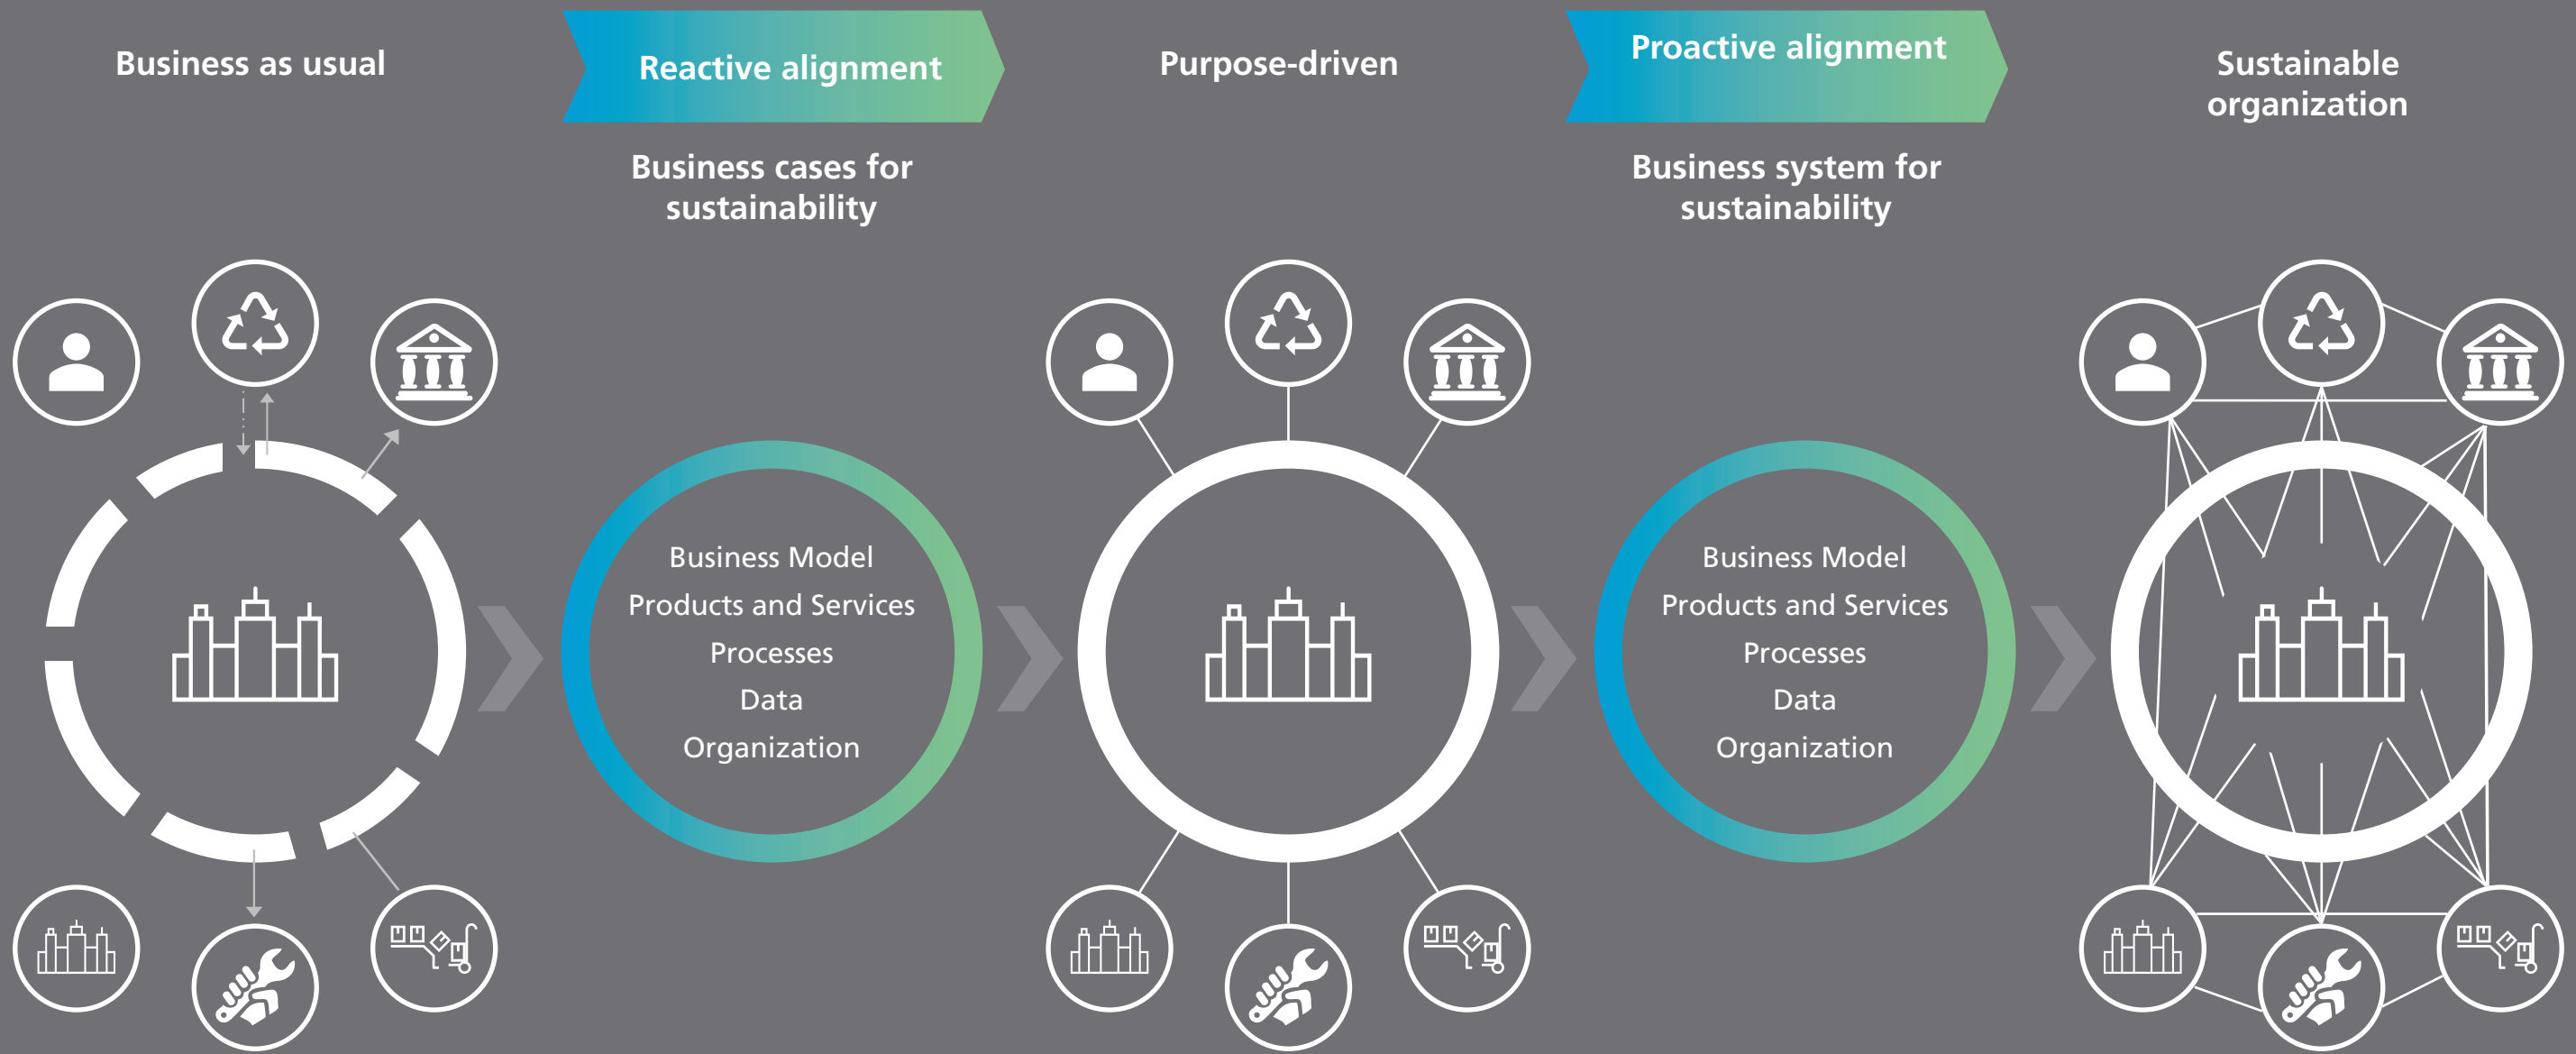 Business as usual
Reactive alignment
Business cases for
sustainability
Purpose-driven
Proactive alignment
Business system for
sustainability
Sustainable
organization
Business Model
Products and Services
Processes
Data
Organization
Business Model
Products and Services
Processes
Data
Organization